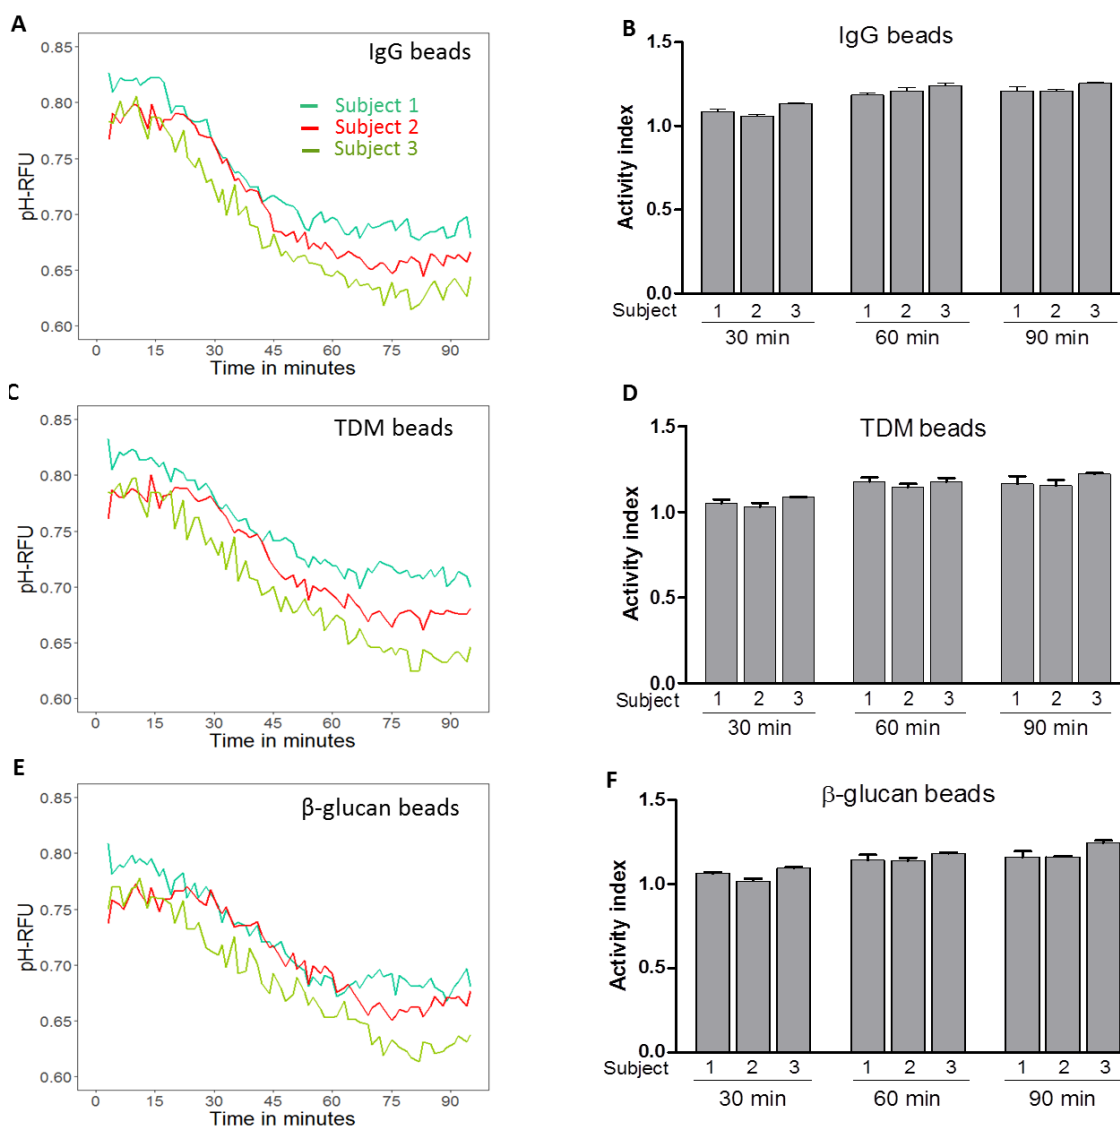 A
IgG beads
Subject 1
Subject 2
Subject 3
pH-RFU
0.85
0.80
0.75
0.70
0.65
0.60
0 15 30 45 60 75 90
Time in minutes
B
IgG beads
Activity index
1.5
1.0
0.5
0.0
Subject 1 2 3 1 2 3 1 2 3
30 min 60 min 90 min
C
TDM beads
pH-RFU
0.85
0.80
0.75
0.70
0.65
0.60
0 15 30 45 60 75 90
Time in minutes
D
TDM beads
Activity index
1.5
1.0
0.5
0.0
Subject 1 2 3 1 2 3 1 2 3
30 min 60 min 90 min
E
β-glucan beads
pH-RFU
0.85
0.80
0.75
0.70
0.65
0.60
0 15 30 45 60 75 90
Time in minutes
F
β-glucan beads
Activity index
1.5
1.0
0.5
0.0
Subject 1 2 3 1 2 3 1 2 3
30 min 60 min 90 min